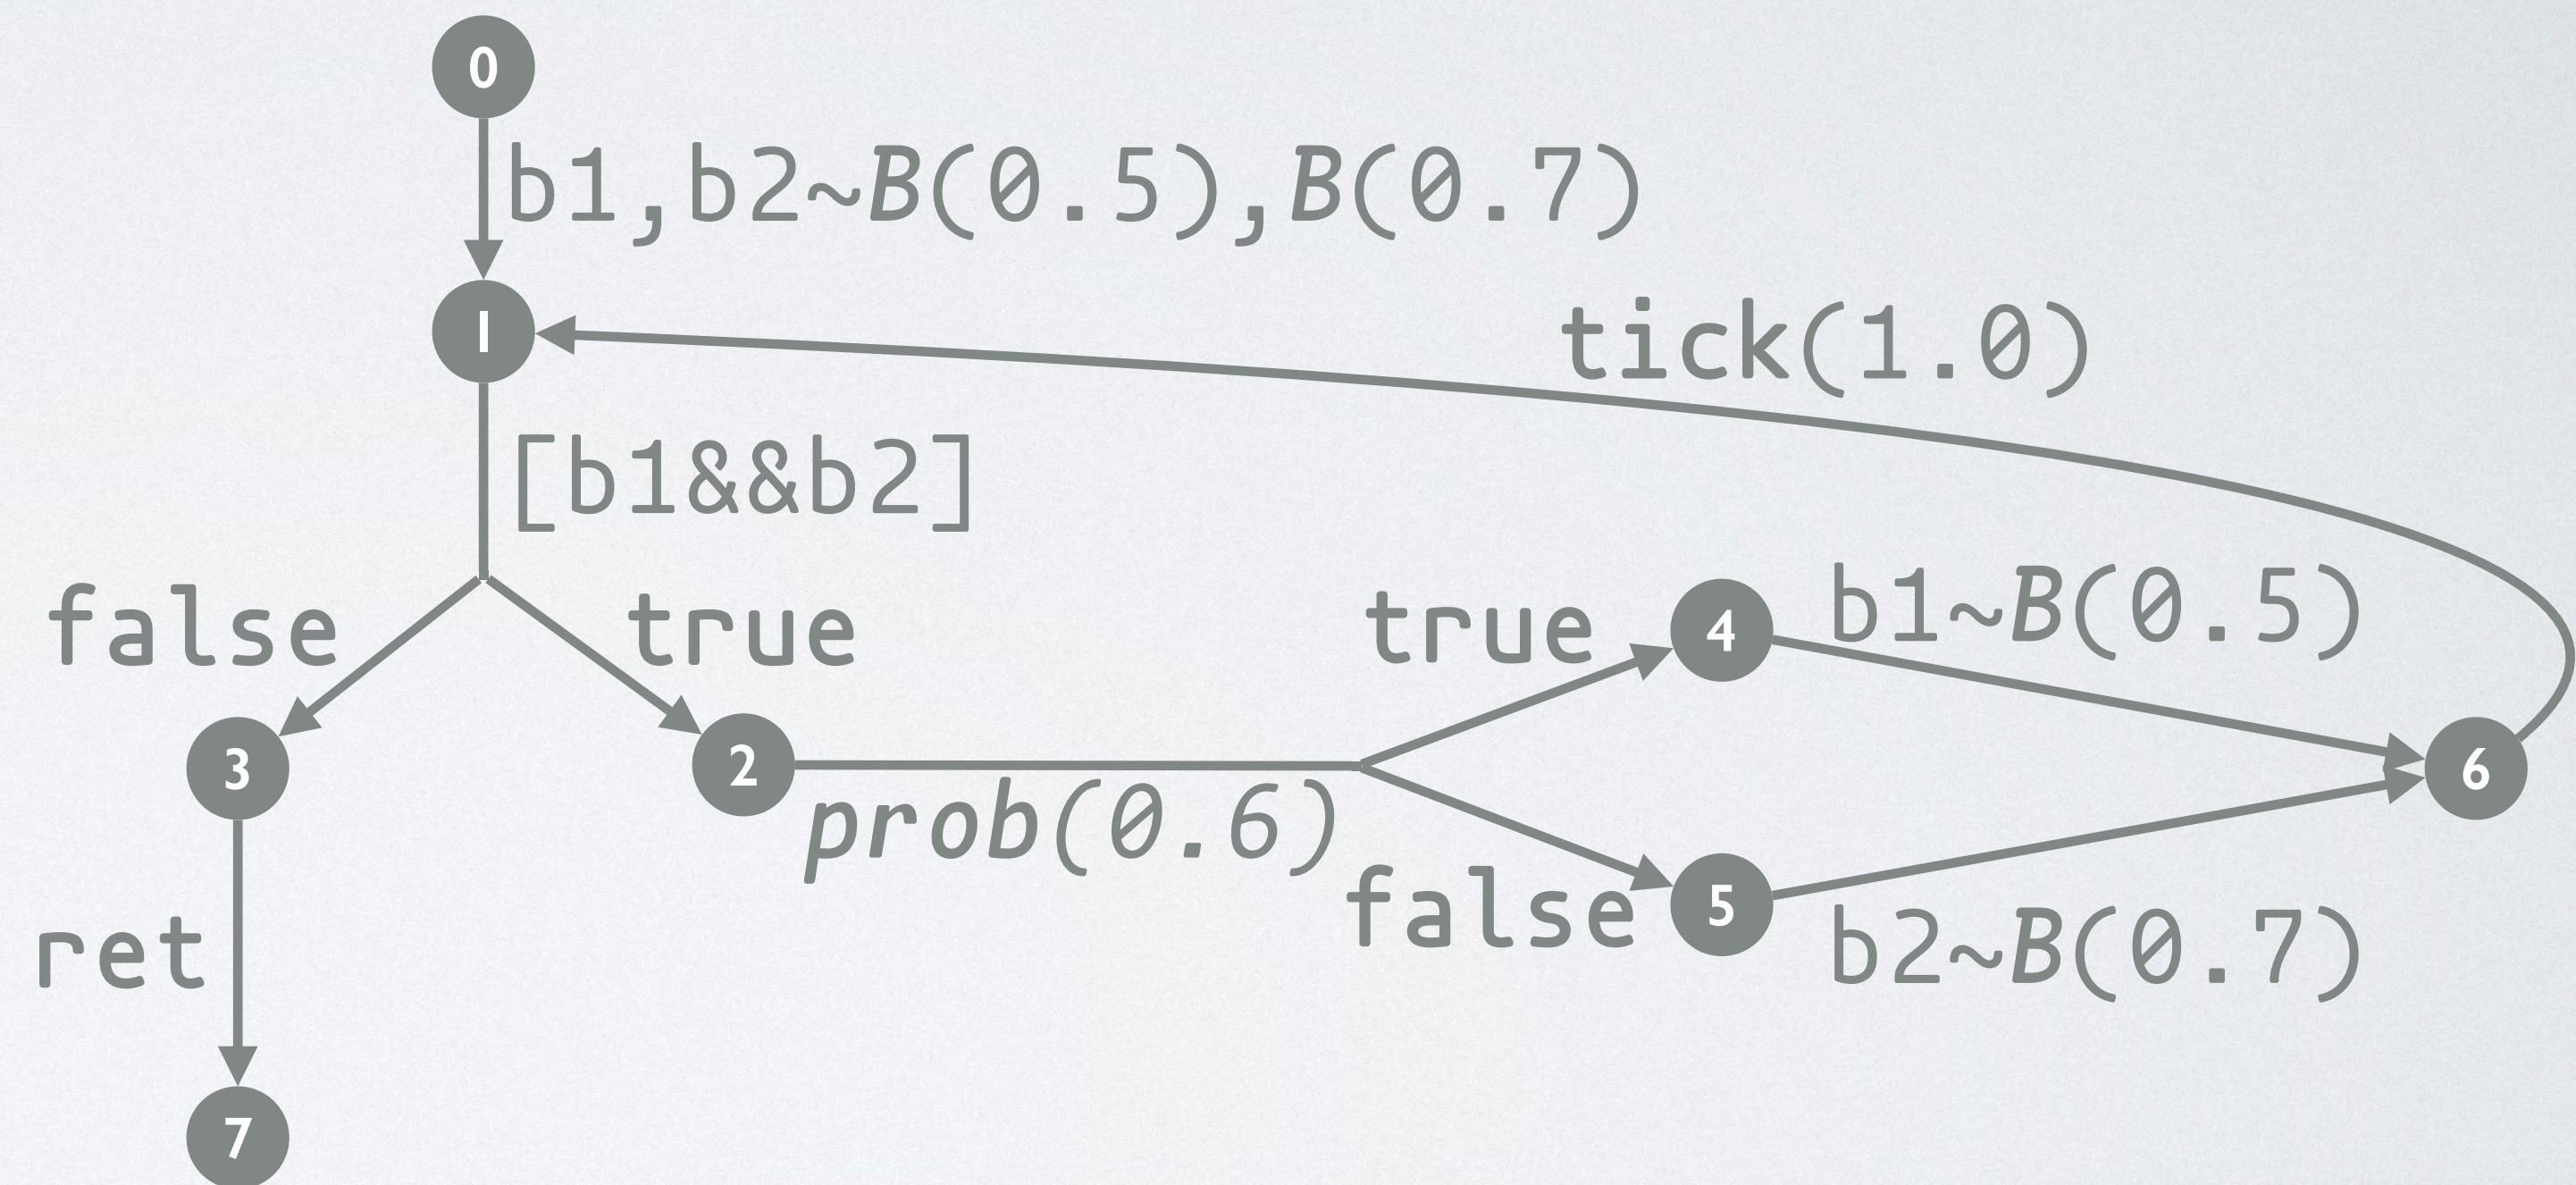 0
b1,b2~B(0.5),B(0.7)
1
tick(1.0)
[b1&&b2]
false
true
true
4
b1~B(0.5)
3
2
6
prob(0.6)
false
5
b2~B(0.7)
ret
7